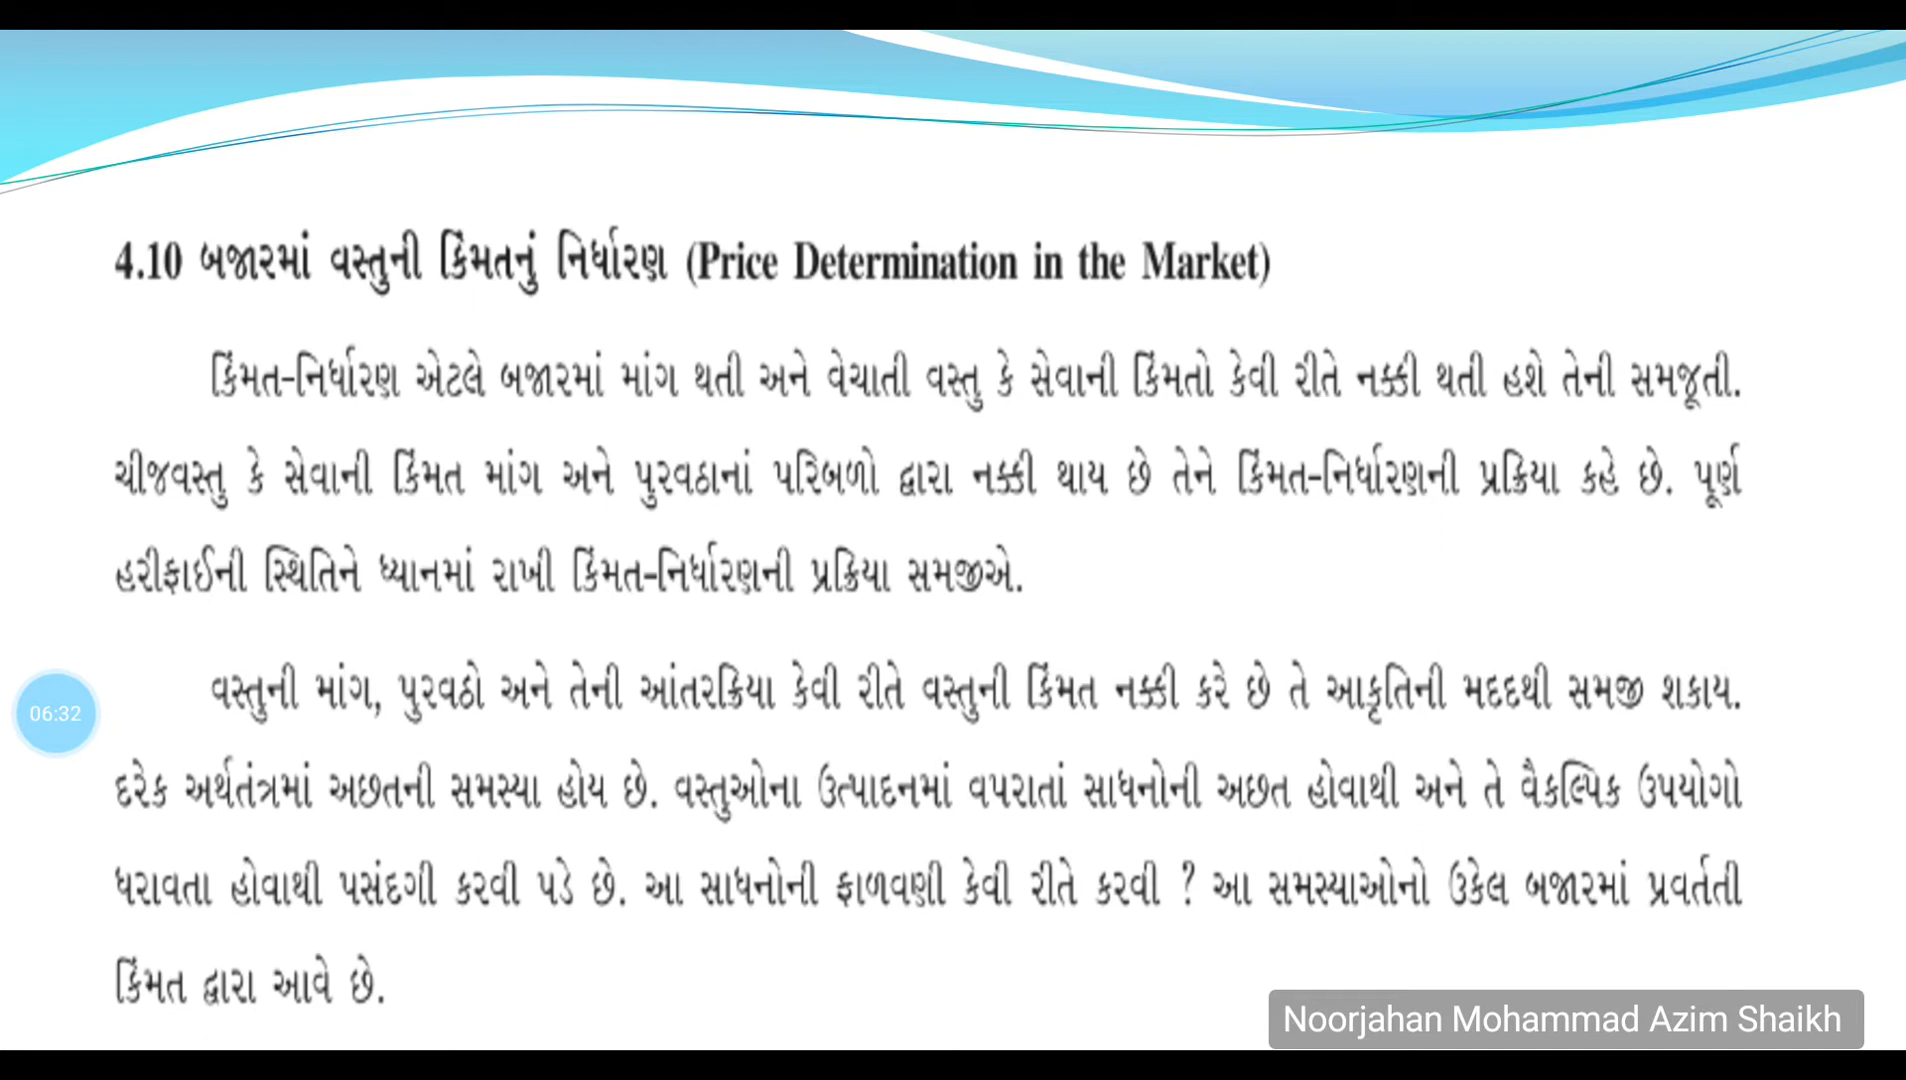 4.10 બજારમાં વસ્તુની કિંમતનું નિર્ધારણ (Price Determination in the Market)
કિંમત-નિર્ધારણ એટલે બજારમાં માંગ થતી અને વેચાતી વસ્તુ કે સેવાની કિંમતો કેવી રીતે નક્કી થતી હશે તેની સમજૂતી.
ચીજવસ્તુ કે સેવાની કિંમત માંગ અને પુરવઠાનાં પરિબળો દ્વારા નક્કી થાય છે તેને કિંમત-નિર્ધારણની પ્રક્રિયા કહે છે. પૂર્ણ
હરીફાઈની સ્થિતિને ધ્યાનમાં રાખી કિંમત-નિર્ધારણની પ્રક્રિયા સમજીએ.
વસ્તુની માંગ, પુરવઠો અને તેની આંતરક્રિયા કેવી રીતે વસ્તુની કિંમત નક્કી કરે છે તે આકૃતિની મદદથી સમજી શકાય.
06:32
દરેક અર્થતંત્રમાં અછતની સમસ્યા હોય છે. વસ્તુઓના ઉત્પાદનમાં વપરાતાં સાધનોની અછત હોવાથી અને તે વૈકલ્પિક ઉપયોગો
ધરાવતા હોવાથી પસંદગી કરવી પડે છે. આ સાધનોની ફાળવણી કેવી રીતે કરવી ? આ સમસ્યાઓનો ઉકેલ બજારમાં પ્રવર્તતી
કિંમત દ્વારા આવે છે.
Noorjahan Mohammad Azim Shaikh